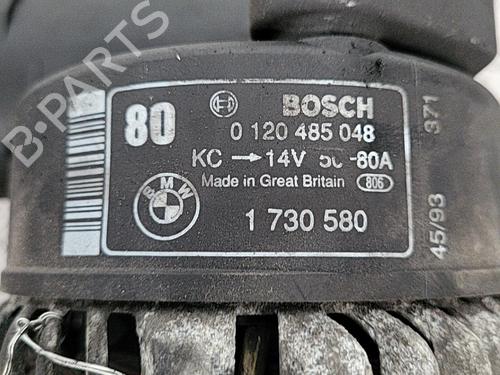 B-PARTS
80 BOSCH
0 120 485 048
KC → 14V 50-80A
Made in Great Britain 806
BMW
1 730 580
45/93 371